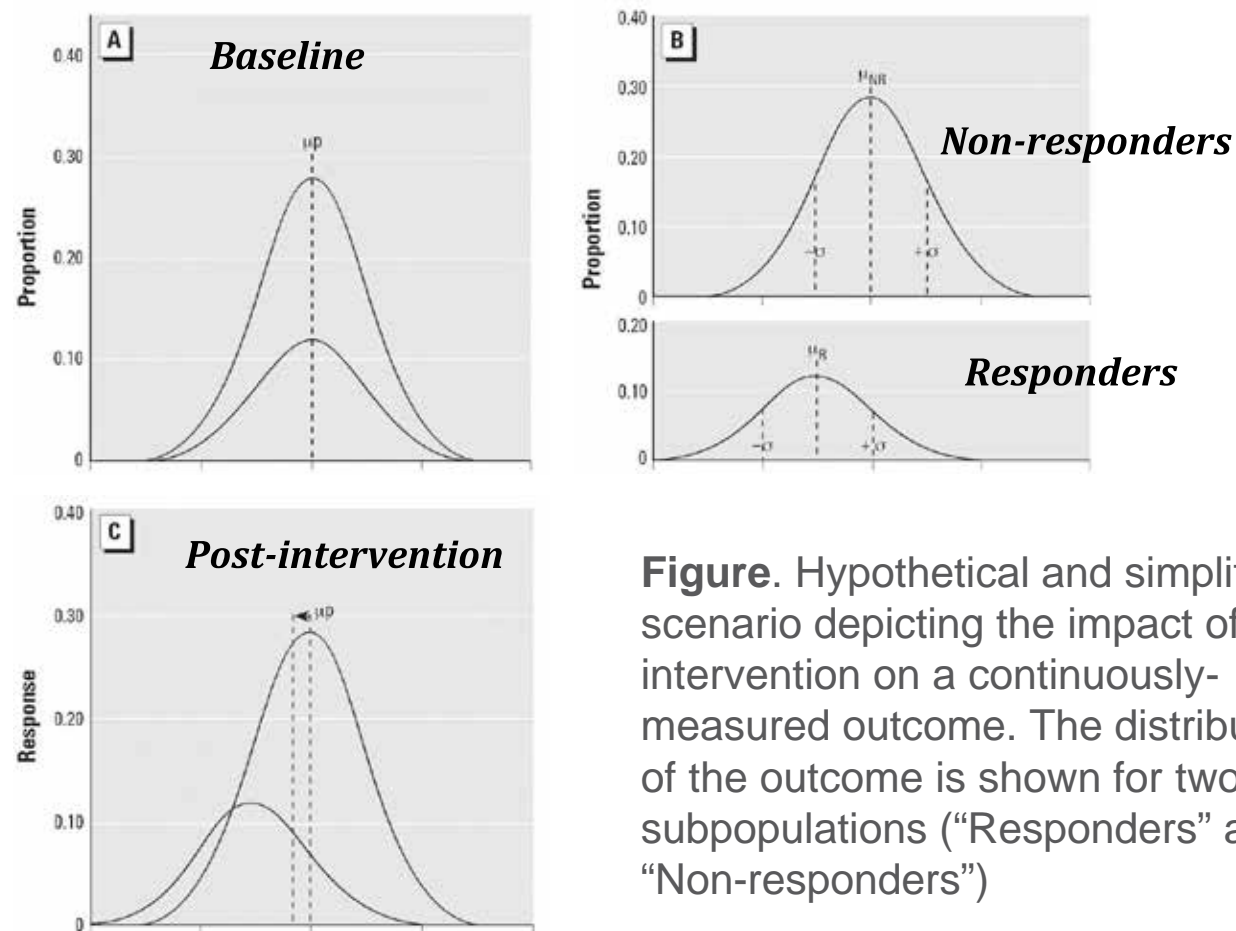 A
Baseline
0.40
0.30
0.20
0.10
0
Proportion
μp
B
0.40
0.30
0.20
0.10
0
Proportion
μNR
−σ
+σ
Non-responders
0.20
0.10
0
μR
−σ
+σ
Responders
C
Post-intervention
0.40
0.30
0.20
0.10
0
Response
μp
Figure. Hypothetical and
scenario depicting the impact of
intervention on a continuously-
measured outcome. The
of the outcome is shown for two
subpopulations (“Responders”
“Non-responders”)